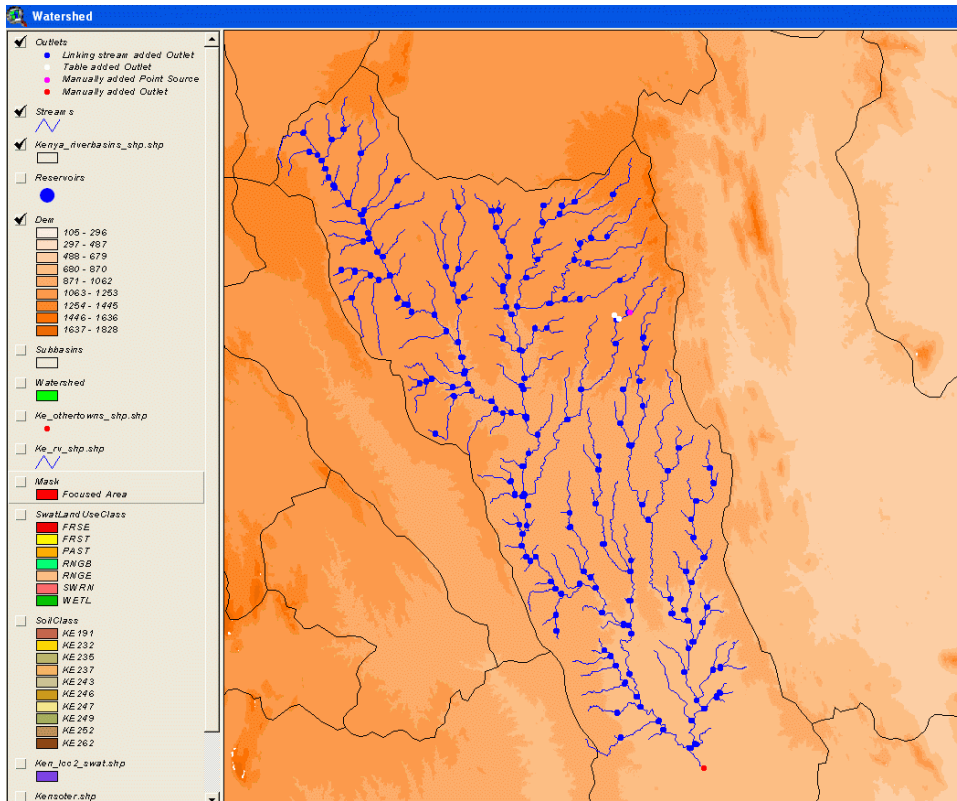 Watershed
Outlets
Linking stream added Outlet
Table added Outlet
Manually added Point Source
Manually added Outlet
Streams
Kenya_riverbasins_shp.shp
Reservoirs
Dem
105 - 296
297 - 487
488 - 679
680 - 870
871 - 1062
1063 - 1253
1254 - 1445
1446 - 1636
1637 - 1828
Subbasins
Watershed
Ke_othertowns_shp.shp
Ke_rv_shp.shp
Mask
Focused Area
SwatLandUseClass
FRSE
FRST
PAST
RNGB
RNGE
SWRN
WETL
SoilClass
KE191
KE232
KE235
KE237
KE243
KE246
KE247
KE249
KE252
KE262
Ken_lcc2_swat.shp
Kensoter.shp